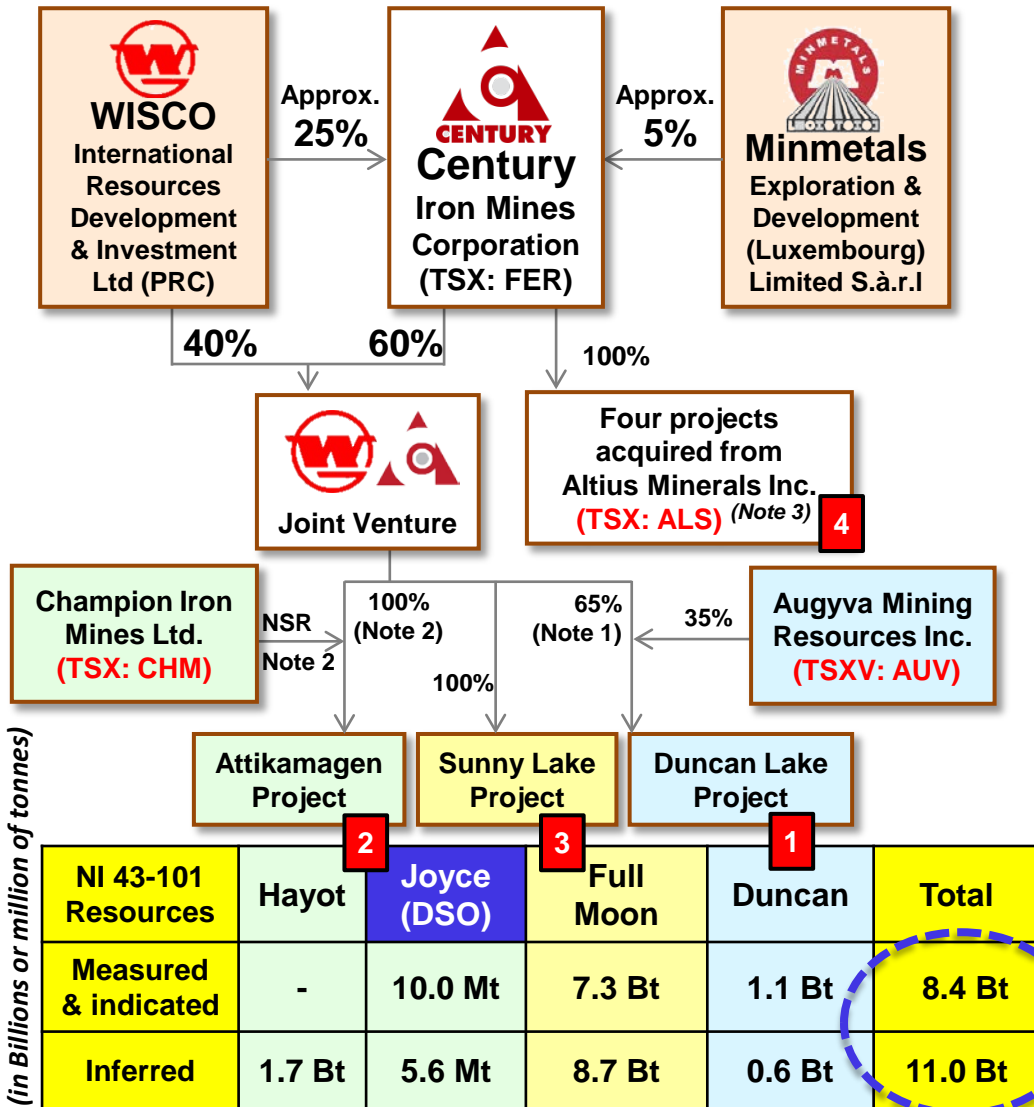 WISCO
International
Resources
Development
& Investment
Ltd (PRC)
Approx.
25%
CENTURY
Century
Iron Mines
Corporation
(TSX: FER)
Approx.
5%
MINMETALS
Minmetals
Exploration &
Development
(Luxembourg)
Limited S.à.r.l
40%
60%
100%
Joint Venture
Four projects
acquired from
Altius Minerals Inc.
(TSX: ALS) (Note 3)
4
Champion Iron
Mines Ltd.
(TSX: CHM)
NSR
Note 2
100%
(Note 2)
100%
65%
(Note 1)
35%
Augyva Mining
Resources Inc.
(TSXV: AUV)
Attikamagen
Project
2
Sunny Lake
Project
3
Duncan Lake
Project
1
(in Billions or million of tonnes)
NI 43-101
Resources
Hayot
Joyce
(DSO)
Full
Moon
Duncan
Total
Measured
& indicated
-
10.0 Mt
7.3 Bt
1.1 Bt
8.4 Bt
Inferred
1.7 Bt
5.6 Mt
8.7 Bt
0.6 Bt
11.0 Bt